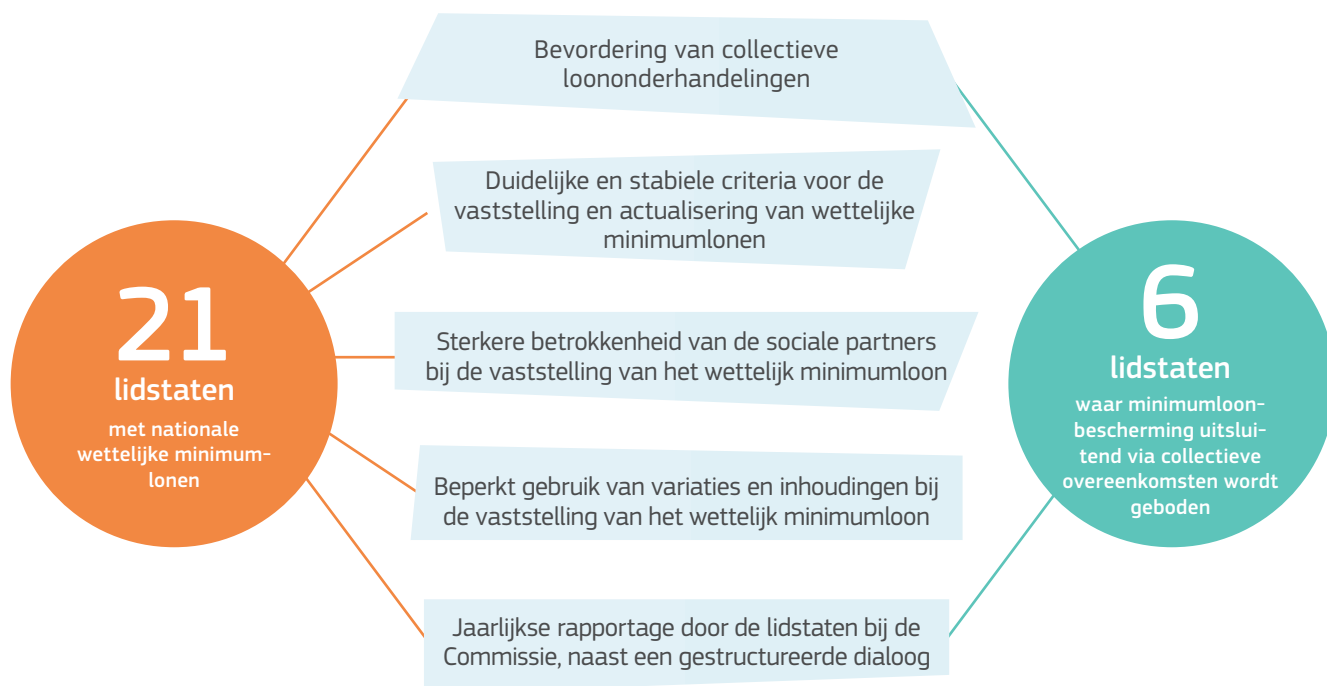 Bevordering van collectieve
loononderhandelingen
Duidelijke en stabiele criteria voor de
vaststelling en actualisering van wettelijke
minimumlonen
Sterkere betrokkenheid van de sociale partners
bij de vaststelling van het wettelijk minimumloon
Beperkt gebruik van variaties en inhoudingen bij
de vaststelling van het wettelijk minimumloon
Jaarlijkse rapportage door de lidstaten bij de
Commissie, naast een gestructureerde dialoog
21
lidstaten
met nationale
wettelijke minimum-
lonen
6
lidstaten
waar minimumloon-
bescherming uitslui-
tend via collectieve
overeenkomsten wordt
geboden